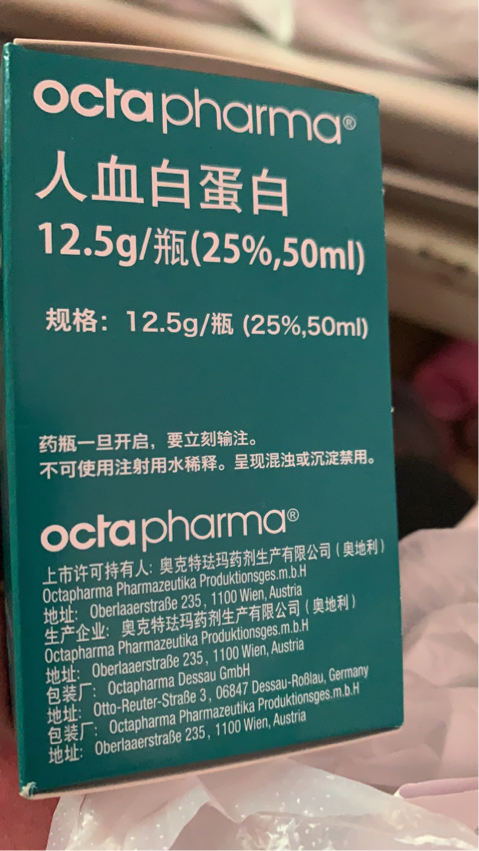 octapharma®
人血白蛋白
12.5g/瓶(25%,50ml)
规格：12.5g/瓶 (25%,50ml)
药瓶一旦开启，要立刻输注。
不可使用注射用水稀释。呈现混浊或沉淀禁用。
octapharma®
上市许可持有人: 奥克特珐玛药剂生产有限公司（奥地利）
Octapharma Pharmazeutika Produktionsges.m.b.H
地址: Oberlaaerstraße 235, 1100 Wien, Austria
生产企业: 奥克特珐玛药剂生产有限公司（奥地利）
Octapharma Pharmazeutika Produktionsges.m.b.H
地址: Oberlaaerstraße 235, 1100 Wien, Austria
包装厂: Octapharma Dessau GmbH
地址: Otto-Reuter-Straße 3, 06847 Dessau-Roßlau, Germany
包装厂: Octapharma Pharmazeutika Produktionsges.m.b.H
地址: Oberlaaerstraße 235, 1100 Wien, Austria